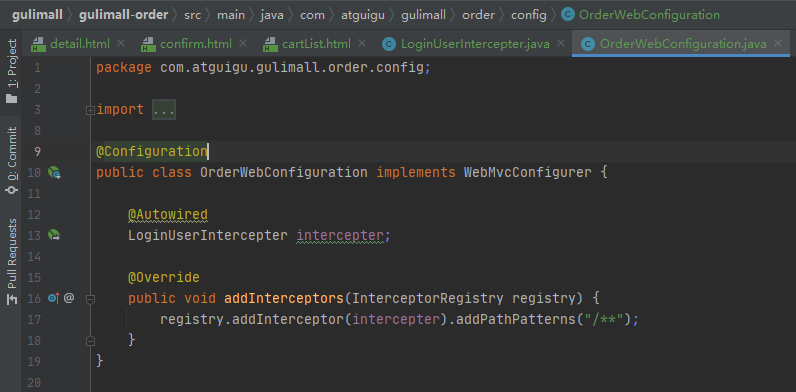 gulimall › gulimall-order › src › main › java › com › atguigu › gulimall › order › config › OrderWebConfiguration
detail.html × confirm.html × cartList.html × LoginUserIntercepter.java × OrderWebConfiguration.java ×
1: Project
0: Commit
Pull Requests
1 package com.atguigu.gulimall.order.config;
2
3 import ...
8
9 @Configuration
10 public class OrderWebConfiguration implements WebMvcConfigurer {
11
12 @Autowired
13 LoginUserIntercepter intercepter;
14
15 @Override
16 @ public void addInterceptors(InterceptorRegistry registry) {
17 registry.addInterceptor(intercepter).addPathPatterns("/**");
18 }
19 }
20